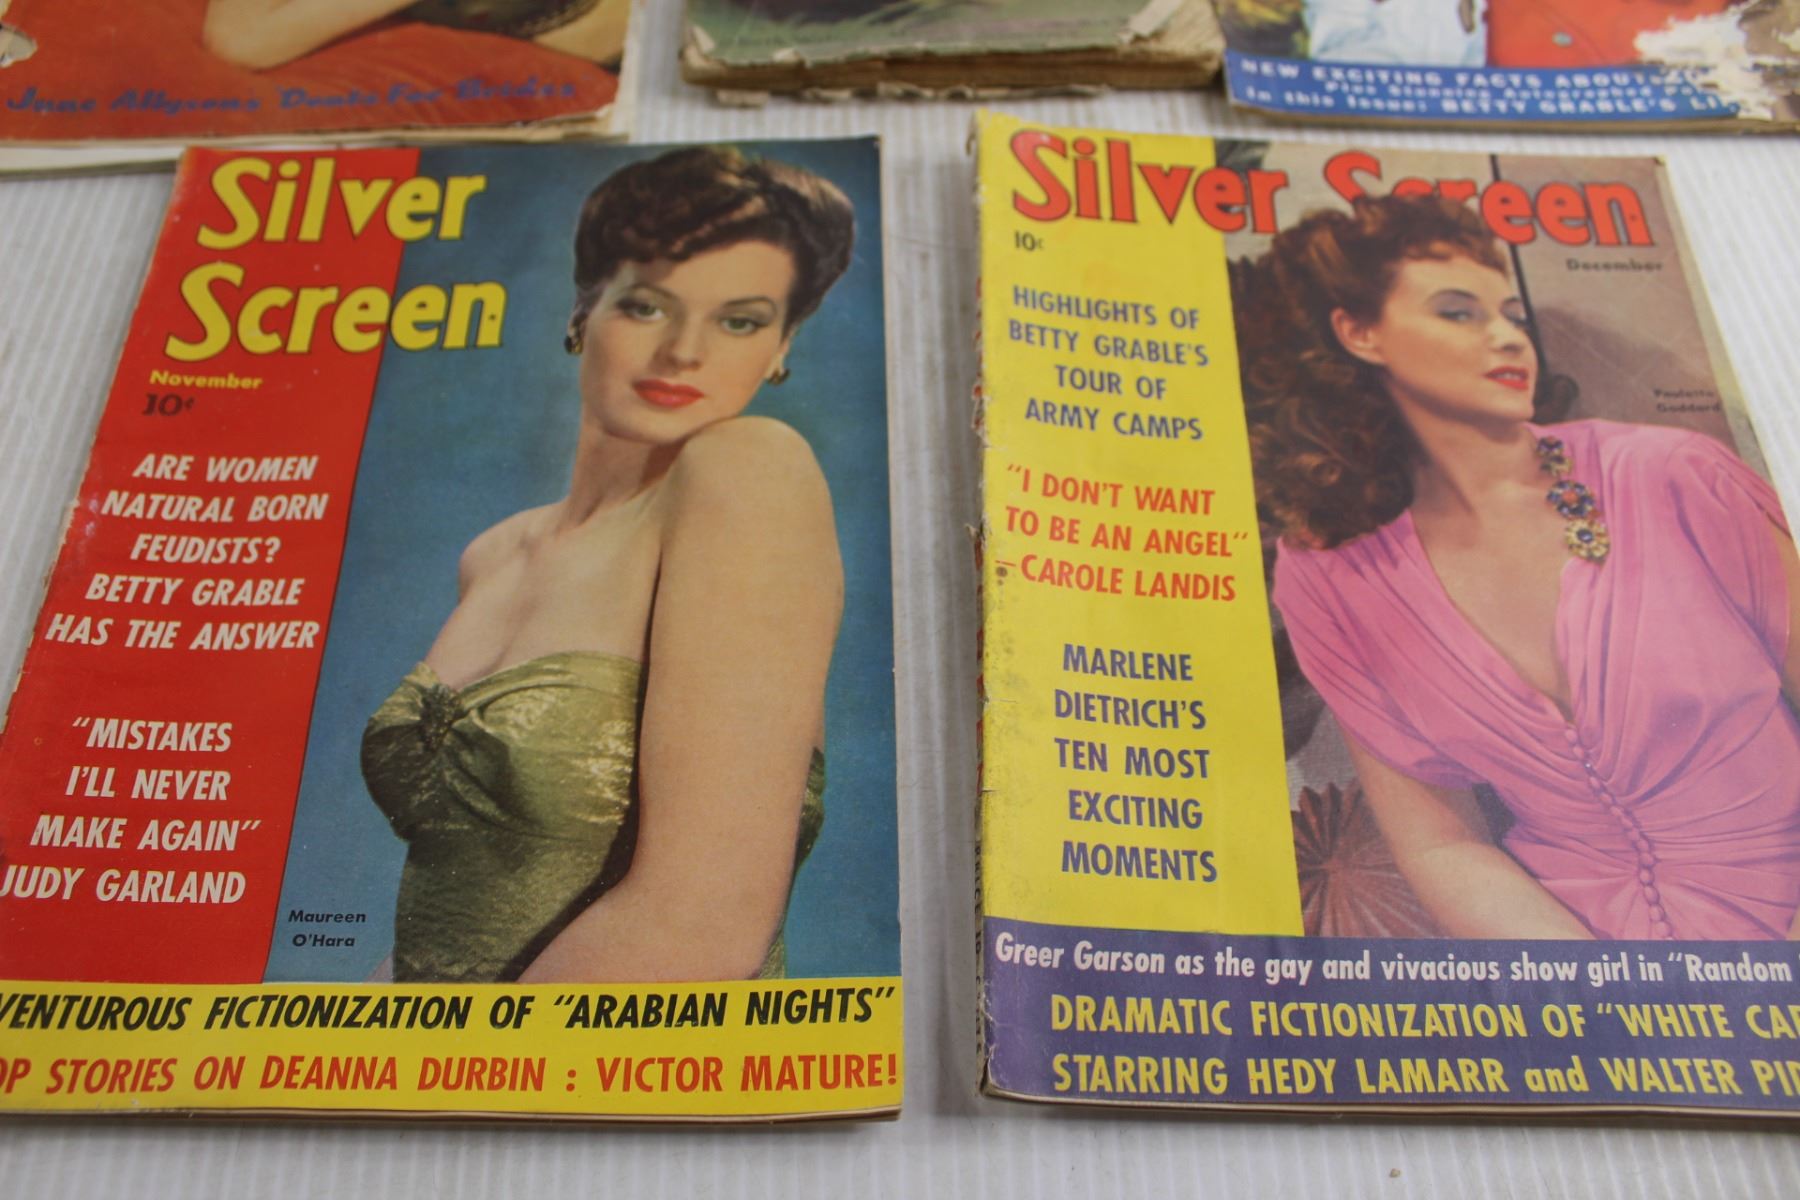 June Allyson's Don'ts For Brides
NEW EXCITING FACTS ABOUT
Plus Stunning Autographed
In this Issue: BETTY GRABLE'S
Silver
Screen
November
10¢
ARE WOMEN
NATURAL BORN
FEUDISTS?
BETTY GRABLE
HAS THE ANSWER
"MISTAKES
I'LL NEVER
MAKE AGAIN"
JUDY GARLAND
Maureen
O'Hara
VENTUROUS FICTIONIZATION OF "ARABIAN NIGHTS"
OP STORIES ON DEANNA DURBIN : VICTOR MATURE!
Silver Screen
10¢
December
HIGHLIGHTS OF
BETTY GRABLE'S
TOUR OF
ARMY CAMPS
Paulette
Goddard
"I DON'T WANT
TO BE AN ANGEL"
—CAROLE LANDIS
MARLENE
DIETRICH'S
TEN MOST
EXCITING
MOMENTS
Greer Garson as the gay and vivacious show girl in "Random
DRAMATIC FICTIONIZATION OF "WHITE CA
STARRING HEDY LAMARR and WALTER PI